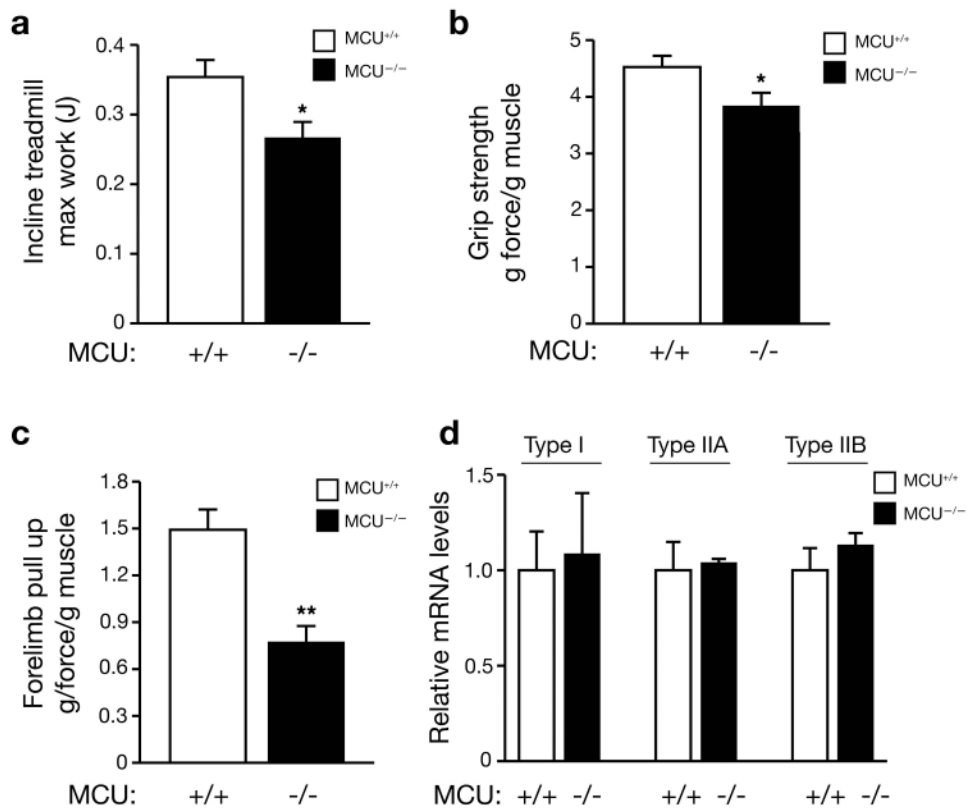 a
Incline treadmill
max work (J)
0.4
0.3
0.2
0.1
0
*
MCU⁺/⁺
MCU⁻/⁻
MCU: +/+ -/-
b
Grip strength
g force/g muscle
5
4
3
2
1
0
*
MCU⁺/⁺
MCU⁻/⁻
MCU: +/+ -/-
c
Forelimb pull up
g/force/g muscle
1.8
1.5
1.2
0.9
0.6
0.3
0
**
MCU⁺/⁺
MCU⁻/⁻
MCU: +/+ -/-
d
Type I Type IIA Type IIB
Relative mRNA levels
1.5
1.0
0.5
0
MCU⁺/⁺
MCU⁻/⁻
MCU: +/+ -/- +/+ -/- +/+ -/-